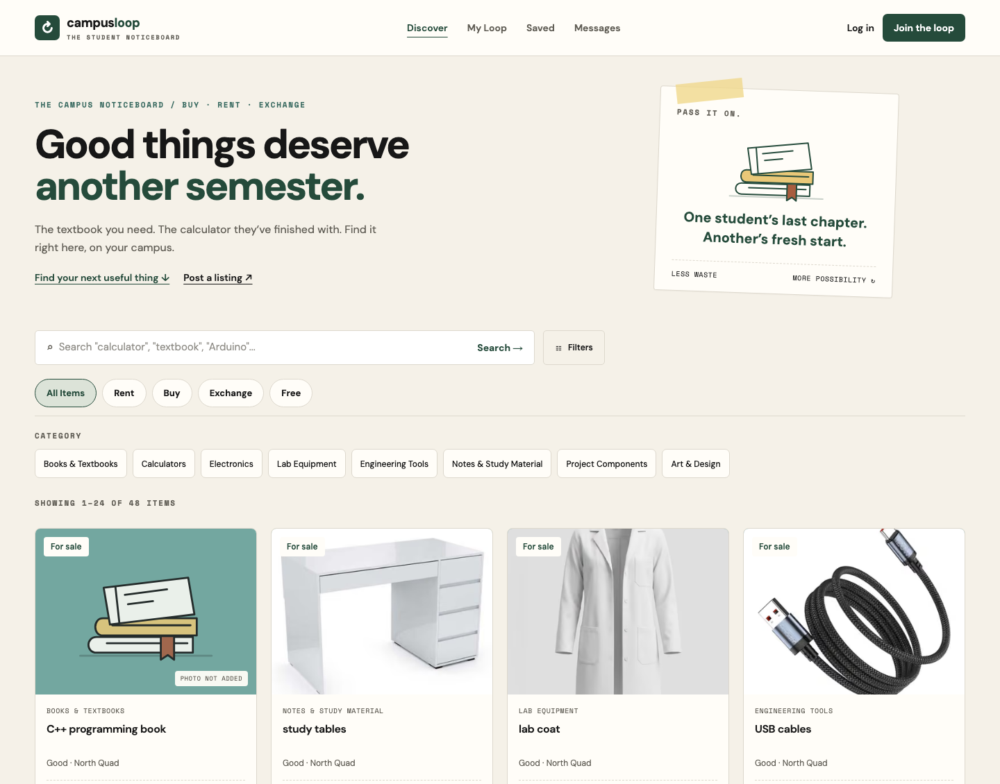 campusloop
THE STUDENT NOTICEBOARD
Discover
My Loop
Saved
Messages
Log in
Join the loop
THE CAMPUS NOTICEBOARD / BUY · RENT · EXCHANGE
Good things deserve
another semester.
The textbook you need. The calculator they’ve finished with. Find it
right here, on your campus.
Find your next useful thing ↓
Post a listing ↗
PASS IT ON.
One student’s last chapter.
Another’s fresh start.
LESS WASTE
MORE POSSIBILITY ↻
Search "calculator", "textbook", "Arduino"...
Search →
Filters
All Items
Rent
Buy
Exchange
Free
CATEGORY
Books & Textbooks
Calculators
Electronics
Lab Equipment
Engineering Tools
Notes & Study Material
Project Components
Art & Design
SHOWING 1–24 OF 48 ITEMS
For sale
PHOTO NOT ADDED
BOOKS & TEXTBOOKS
C++ programming book
Good · North Quad
For sale
NOTES & STUDY MATERIAL
study tables
Good · North Quad
For sale
LAB EQUIPMENT
lab coat
Good · North Quad
For sale
ENGINEERING TOOLS
USB cables
Good · North Quad